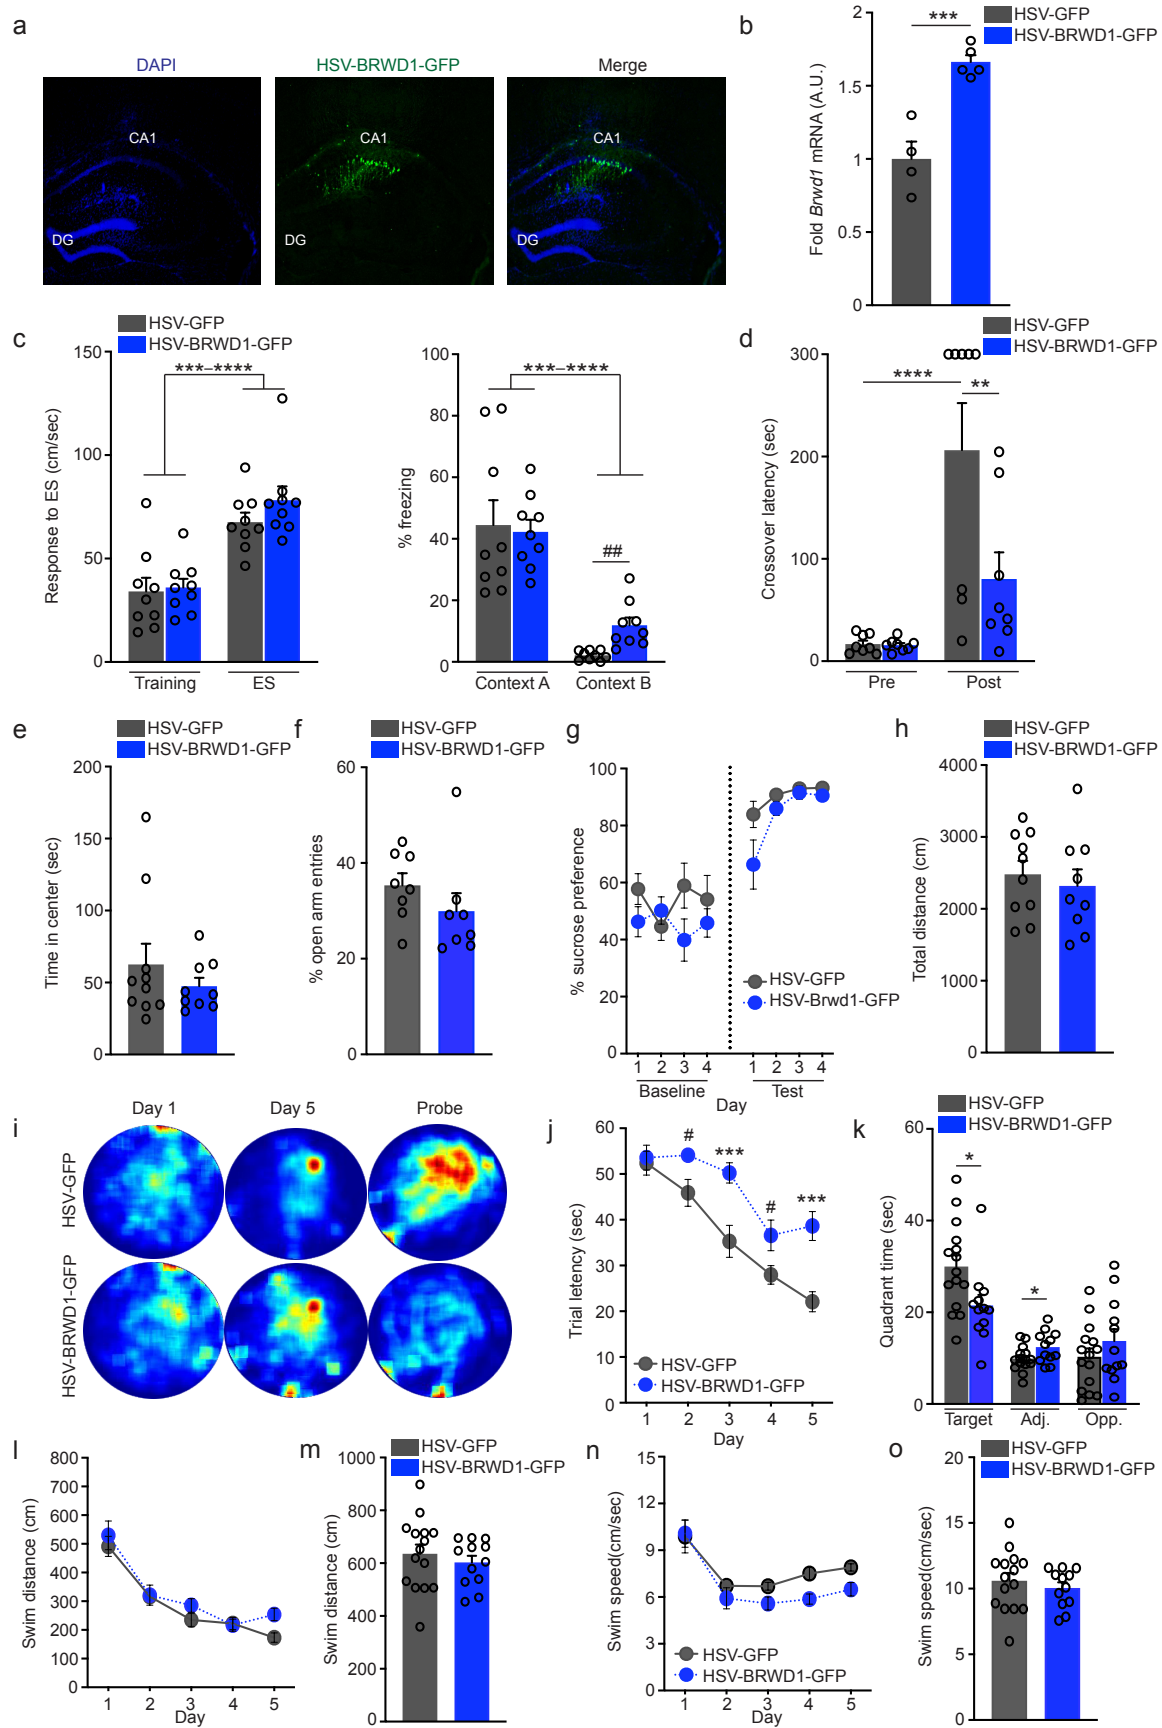 a
DAPI
HSV-BRWD1-GFP
Merge
CA1
CA1
CA1
DG
DG
DG
b
HSV-GFP
HSV-BRWD1-GFP
***
Fold Brwd1 mRNA (A.U.)
2
1.5
1
0.5
0
c
HSV-GFP
HSV-BRWD1-GFP
***–****
Response to ES (cm/sec)
150
100
50
0
Training
ES
***–****
##
% freezing
100
80
60
40
20
0
Context A
Context B
d
HSV-GFP
HSV-BRWD1-GFP
****
**
Crossover latency (sec)
300
200
100
0
Pre
Post
e
HSV-GFP
HSV-BRWD1-GFP
Time in center (sec)
200
150
100
50
0
f
HSV-GFP
HSV-BRWD1-GFP
% open arm entries
60
40
20
0
g
% sucrose preference
100
80
60
40
20
0
HSV-GFP
HSV-Brwd1-GFP
1 2 3 4 1 2 3 4
Baseline
Test
Day
h
HSV-GFP
HSV-BRWD1-GFP
Total distance (cm)
4000
3000
2000
1000
0
i
Day 1
Day 5
Probe
HSV-GFP
HSV-BRWD1-GFP
j
Trial letency (sec)
60
50
40
30
20
10
0
#
***
#
***
HSV-GFP
HSV-BRWD1-GFP
1 2 3 4 5
Day
k
HSV-GFP
HSV-BRWD1-GFP
*
*
Quadrant time (sec)
60
40
20
0
Target
Adj.
Opp.
l
Swim distance (cm)
800
700
600
500
400
300
200
100
0
1 2 3 4 5
Day
m
HSV-GFP
HSV-BRWD1-GFP
Swim distance (cm)
1000
800
600
400
200
0
n
Swim speed(cm/sec)
15
12
9
6
3
0
HSV-GFP
HSV-BRWD1-GFP
1 2 3 4 5
Day
o
HSV-GFP
HSV-BRWD1-GFP
Swim speed(cm/sec)
20
15
10
5
0